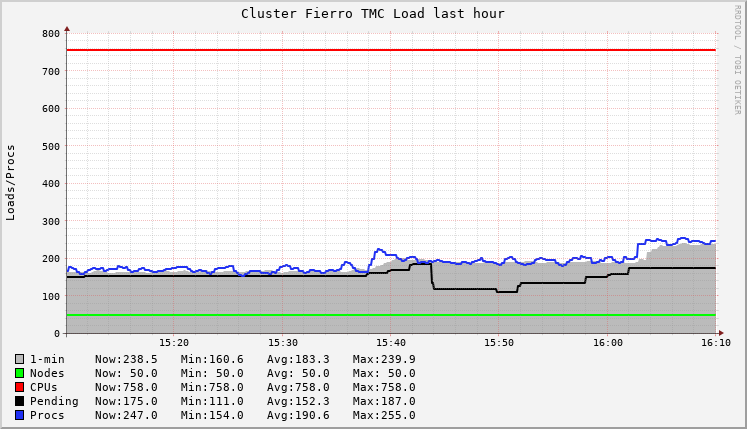 Cluster Fierro TMC Load last hour
RRDTOOL / TOBI OETIKER
Loads/Procs
800
700
600
500
400
300
200
100
0
15:20 15:30 15:40 15:50 16:00 16:10
1-min Now:238.5 Min:160.6 Avg:183.3 Max:239.9
Nodes Now: 50.0 Min: 50.0 Avg: 50.0 Max: 50.0
CPUs Now:758.0 Min:758.0 Avg:758.0 Max:758.0
Pending Now:175.0 Min:111.0 Avg:152.3 Max:187.0
Procs Now:247.0 Min:154.0 Avg:190.6 Max:255.0